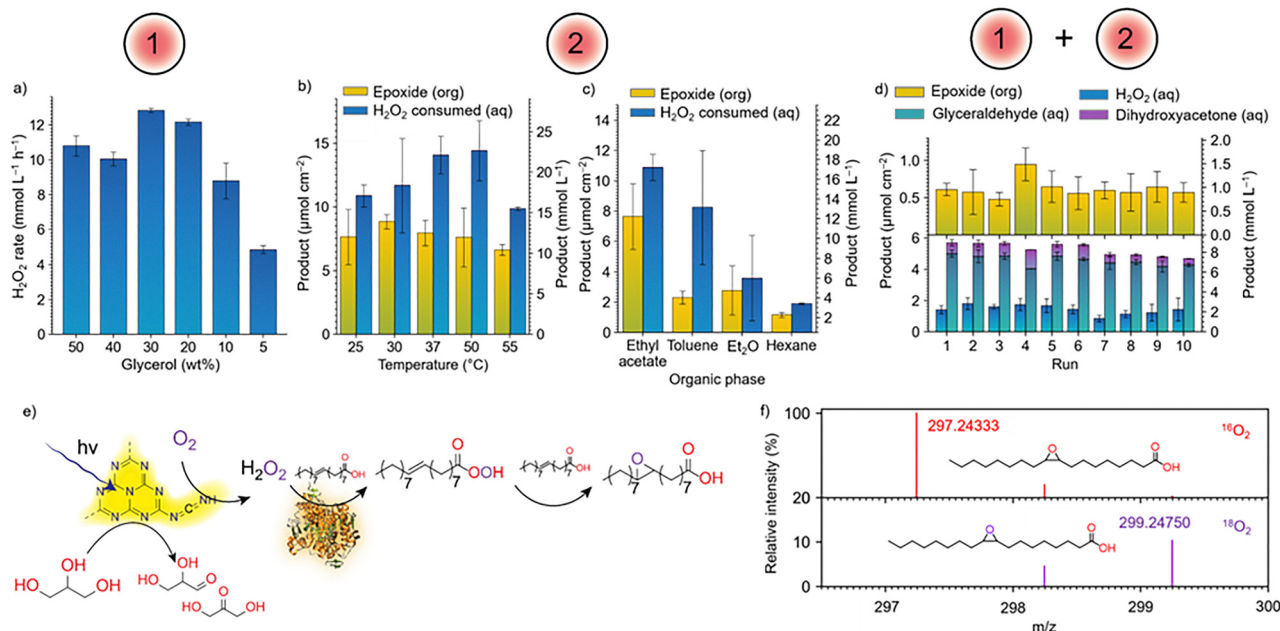 1
2
1 + 2
a)
H₂O₂ rate (mmol L⁻¹ h⁻¹)
12
10
8
6
4
2
0
50 40 30 20 10 5
Glycerol (wt%)
b)
Epoxide (org)
H₂O₂ consumed (aq)
Product (µmol cm⁻²)
15
10
5
0
25 30 37 50 55
Temperature (°C)
25
20
15
10
5
0
Product (mmol L⁻¹)
c)
Epoxide (org)
H₂O₂ consumed (aq)
Product (µmol cm⁻²)
14
12
10
8
6
4
2
0
Ethyl acetate Toluene Et₂O Hexane
Organic phase
22
20
18
16
14
12
10
8
6
4
2
Product (mmol L⁻¹)
d)
Epoxide (org) H₂O₂ (aq)
Glyceraldehyde (aq) Dihydroxyacetone (aq)
Product (µmol cm⁻²)
1.0
0.5
6
4
2
0
1 2 3 4 5 6 7 8 9 10
Run
2.0
1.5
1.0
0.5
0.0
8
6
4
2
0
Product (mmol L⁻¹)
e)
hν
O₂
N N N N N N N N C NH
H₂O₂
O
OH
7 7
O
OOH
7 7
O
OH
7 7
O O
OH
7 7
OH
HO OH
OH
HO O
O
HO OH
f)
Relative intensity (%)
100
297.24333
¹⁶O₂
O O
OH
20
299.24750
¹⁸O₂
O O
OH
10
0
297 298 299 300
m/z